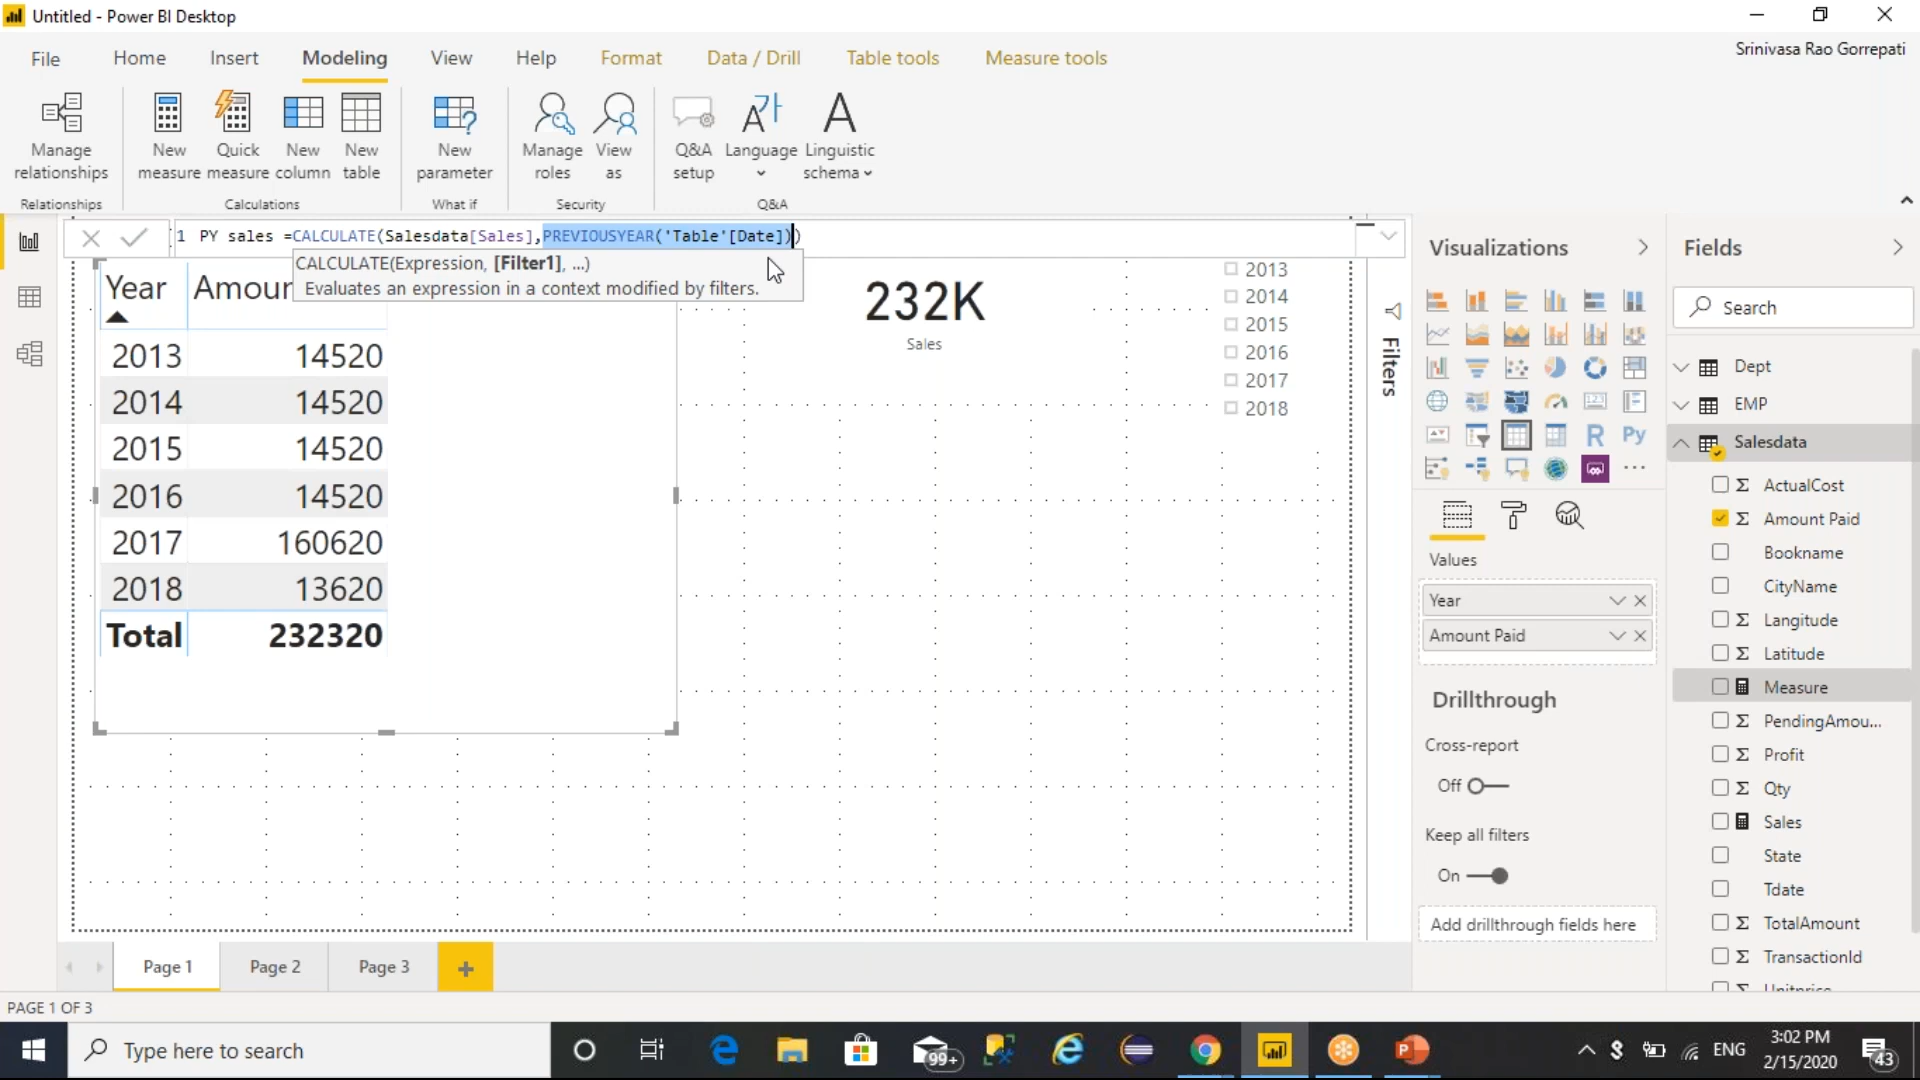 Untitled - Power BI Desktop
Srinivasa Rao Gorrepati
File Home Insert Modeling View Help Format Data / Drill Table tools Measure tools
Manage relationships
New measure
Quick measure
New column
New table
New parameter
Manage roles
View as
Q&A setup
Language
Linguistic schema
Relationships Calculations What if Security Q&A
1 PY sales =CALCULATE(Salesdata[Sales],PREVIOUSYEAR('Table'[Date]))
CALCULATE(Expression, [Filter1], ...)
Evaluates an expression in a context modified by filters.
Year Amoun
2013 14520
2014 14520
2015 14520
2016 14520
2017 160620
2018 13620
Total 232320
232K
Sales
2013
2014
2015
2016
2017
2018
Filters
Visualizations
R Py
123
Values
Year
Amount Paid
Drillthrough
Cross-report
Off
Keep all filters
On
Add drillthrough fields here
Fields
Search
Dept
EMP
Salesdata
ActualCost
Amount Paid
Bookname
CityName
Langitude
Latitude
Measure
PendingAmou...
Profit
Qty
Sales
State
Tdate
TotalAmount
TransactionId
Page 1 Page 2 Page 3 +
PAGE 1 OF 3
Type here to search
99+
ENG
3:02 PM
2/15/2020
43